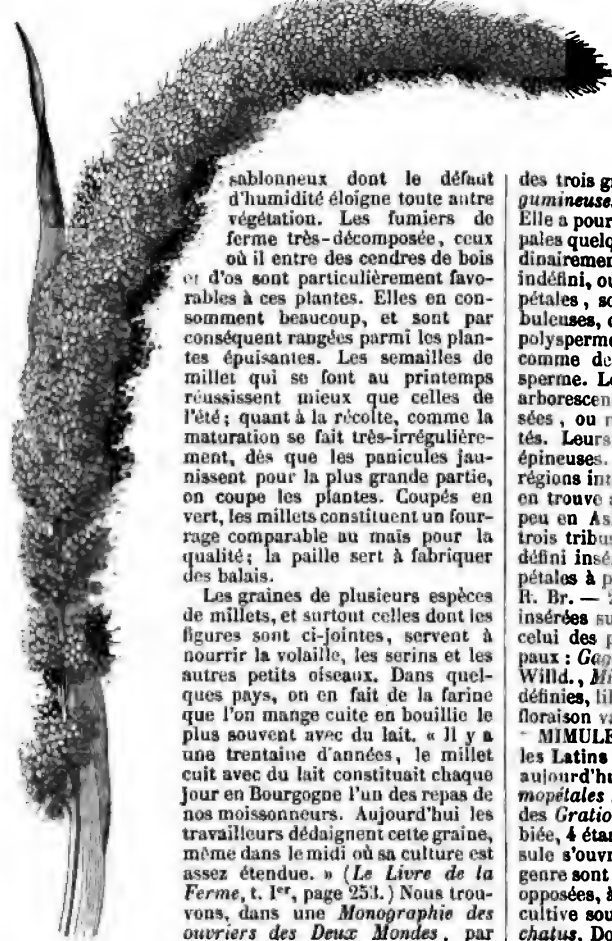 sablonneux dont le défaut
d'humidité éloigne toute autre
végétation. Les fumiers de
ferme très-décomposée, ceux
où il entre des cendres de bois
et d'os sont particulièrement favo-
rables à ces plantes. Elles en con-
somment beaucoup, et sont par
conséquent rangées parmi les plan-
tes épuisantes. Les semailles de
millet qui se font au printemps
réussissent mieux que celles de
l'été; quant à la récolte, comme la
maturation se fait très-irrégulière-
ment, dès que les panicules jau-
nissent pour la plus grande partie,
on coupe les plantes. Coupés en
vert, les millets constituent un four-
rage comparable au maïs pour la
qualité; la paille sert à fabriquer
des balais.
Les graines de plusieurs espèces
de millets, et surtout celles dont les
figures sont ci-jointes, servent à
nourrir la volaille, les serins et les
autres petits oiseaux. Dans quel-
ques pays, on en fait de la farine
que l'on mange cuite en bouillie le
plus souvent avec du lait. « Il y a
une trentaine d'années, le millet
cuit avec du lait constituait chaque
jour en Bourgogne l'un des repas de
nos moissonneurs. Aujourd'hui les
travailleurs dédaignent cette graine,
même dans le midi où sa culture est
assez étendue. » (Le Livre de la
Ferme, t. 1er, page 253.) Nous trou-
vons, dans une Monographie des
ouvriers des Deux Mondes, par
des trois
gumineuses
Elle a pour
pales
dinairement
indéfini, ou
pétales, so
buleuses,
polysperme
comme de
sperme. Le
arborescen
sées, ou
tés. Leurs
épineuses.
régions int
en trouve
peu en As
trois tribus
défini insé
pétales à p
R. Br. —
insérées su
celui des p
paux : Gag
Willd., Mi
définies, li
floraison va
MIMULE
les Latins
aujourd'hu
mopétales
des Gratio
biée, 4 étan
sule s'ouvr
genre sont
opposées, à
cultive sou
chatus. Do